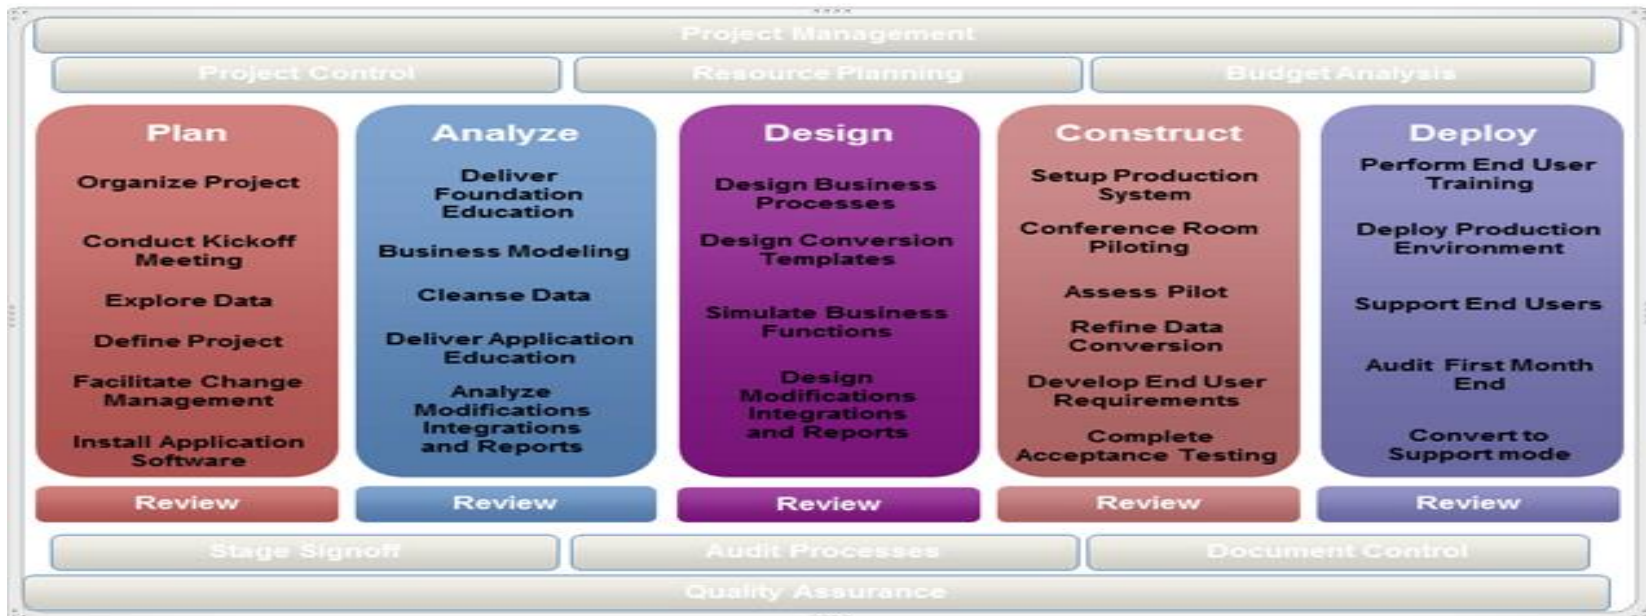 Project Management
Project Control
Resource Planning
Budget Analysis
Plan
Organize Project
Conduct Kickoff
Meeting
Explore Data
Define Project
Facilitate Change
Management
Install Application
Software
Review
Analyze
Deliver
Foundation
Education
Business Modeling
Cleanse Data
Deliver Application
Education
Analyze
Modifications
Integrations
and Reports
Review
Design
Design Business
Processes
Design Conversion
Templates
Simulate Business
Functions
Design
Modifications
Integrations
and Reports
Review
Construct
Setup Production
System
Conference Room
Piloting
Assess Pilot
Refine Data
Conversion
Develop End User
Requirements
Complete
Acceptance Testing
Review
Deploy
Perform End User
Training
Deploy Production
Environment
Support End Users
Audit First Month
End
Convert to
Support mode
Review
Stage Signoff
Audit Processes
Document Control
Quality Assurance